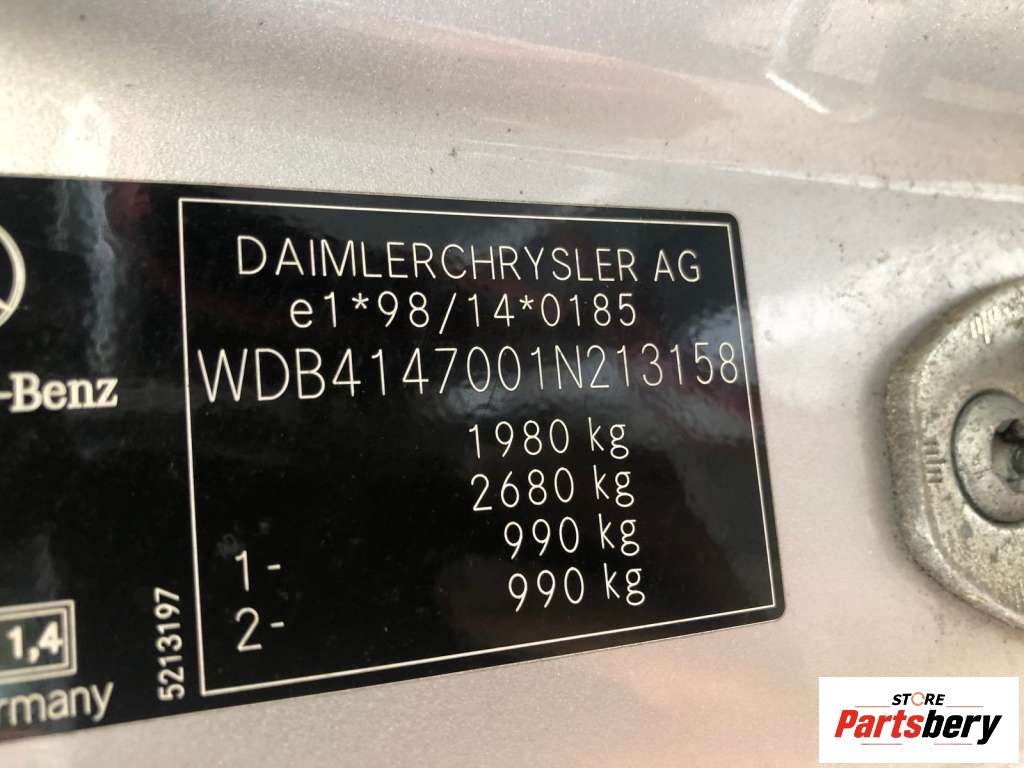 DAIMLERCHRYSLER AG
e1*98/14*0185
WDB4147001N213158
-Benz
1980 kg
2680 kg
1- 990 kg
2- 990 kg
1,4
rmany
5213197
STORE
Partsbery